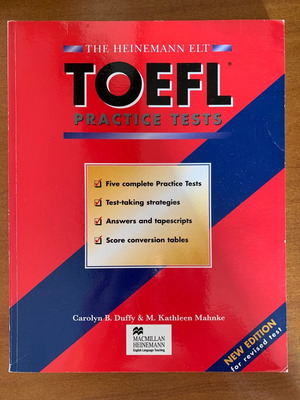 THE HEINEMANN ELT
TOEFL®
PRACTICE TESTS
Five complete Practice Tests
Test-taking strategies
Answers and tapescripts
Score conversion tables
Carolyn B. Duffy & M. Kathleen Mahnke
MACMILLAN
HEINEMANN
English Language Teaching
NEW EDITION
for revised test